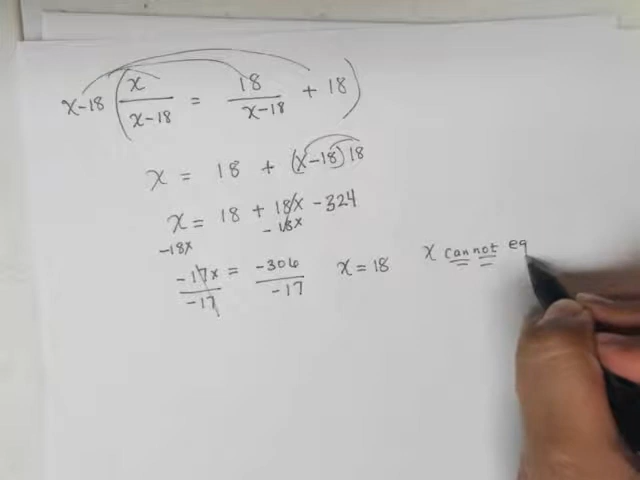 x-18 ( x/(x-18) = 18/(x-18) + 18 )
x = 18 + (x-18)18
x = 18 + 18x - 324
-18x - 18x
-17x/-17 = -306/-17 x = 18 x cannot eq